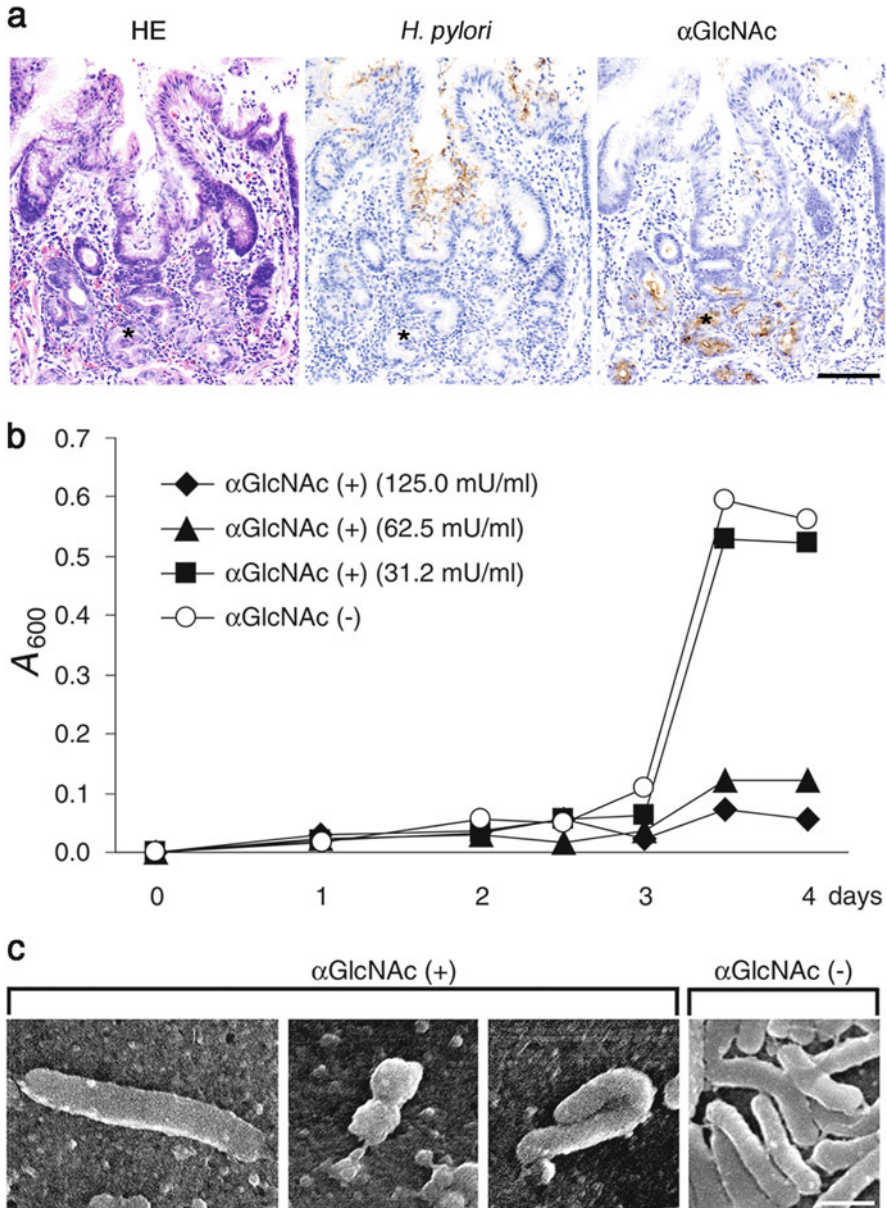 a
HE H. pylori αGlcNAc
*
*
*
b
0.7
0.6
0.5
0.4
0.3
0.2
0.1
0.0
A600
αGlcNAc (+) (125.0 mU/ml)
αGlcNAc (+) (62.5 mU/ml)
αGlcNAc (+) (31.2 mU/ml)
αGlcNAc (-)
0 1 2 3 4 days
c
αGlcNAc (+) αGlcNAc (-)